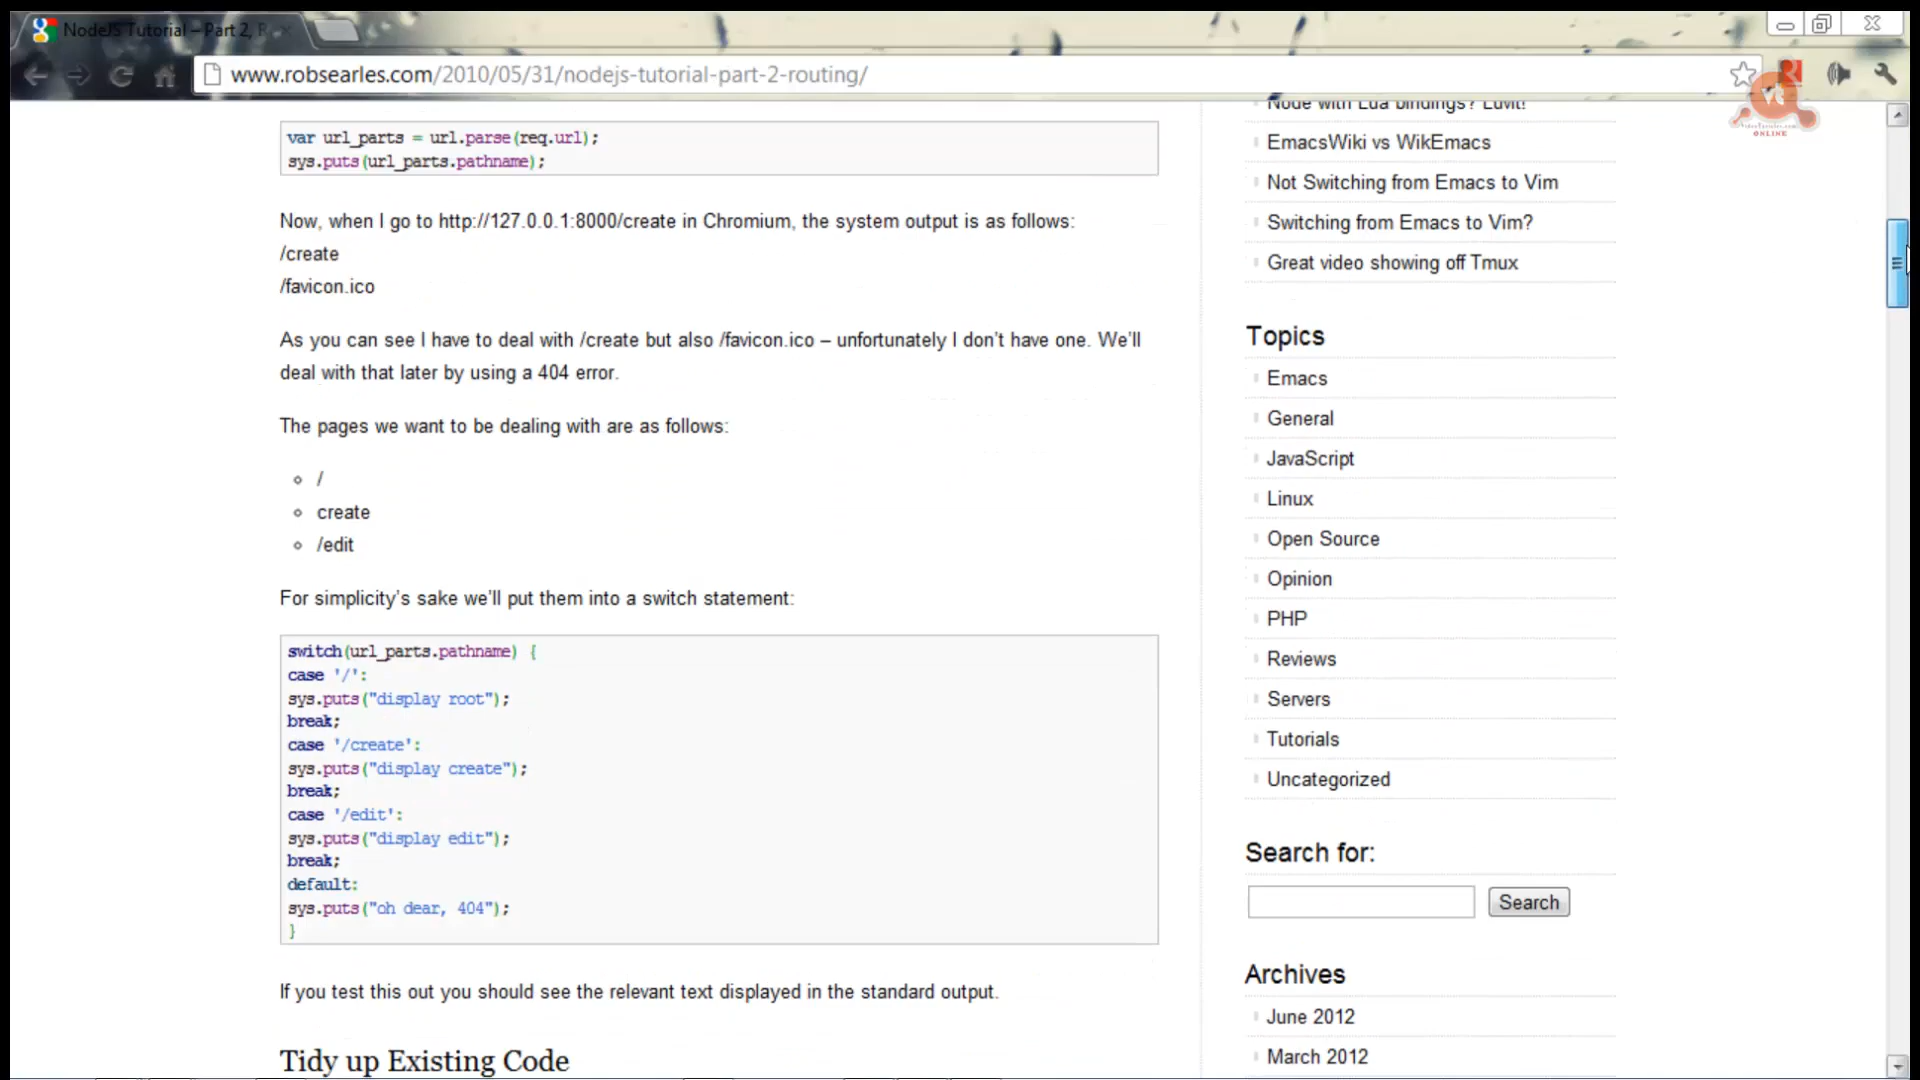 NodeJS Tutorial – Part 2, R
www.robsearles.com/2010/05/31/nodejs-tutorial-part-2-routing/
var url_parts = url.parse(req.url);
sys.puts(url_parts.pathname);
Now, when I go to http://127.0.0.1:8000/create in Chromium, the system output is as follows:
/create
/favicon.ico
As you can see I have to deal with /create but also /favicon.ico – unfortunately I don't have one. We'll
deal with that later by using a 404 error.
The pages we want to be dealing with are as follows:
/
create
/edit
For simplicity's sake we'll put them into a switch statement:
switch(url_parts.pathname) {
case '/':
sys.puts("display root");
break;
case '/create':
sys.puts("display create");
break;
case '/edit':
sys.puts("display edit");
break;
default:
sys.puts("oh dear, 404");
}
If you test this out you should see the relevant text displayed in the standard output.
Tidy up Existing Code
Node with Lua bindings? Luvit!
EmacsWiki vs WikEmacs
Not Switching from Emacs to Vim
Switching from Emacs to Vim?
Great video showing off Tmux
Topics
Emacs
General
JavaScript
Linux
Open Source
Opinion
PHP
Reviews
Servers
Tutorials
Uncategorized
Search for:
Search
Archives
June 2012
March 2012
ONLINE